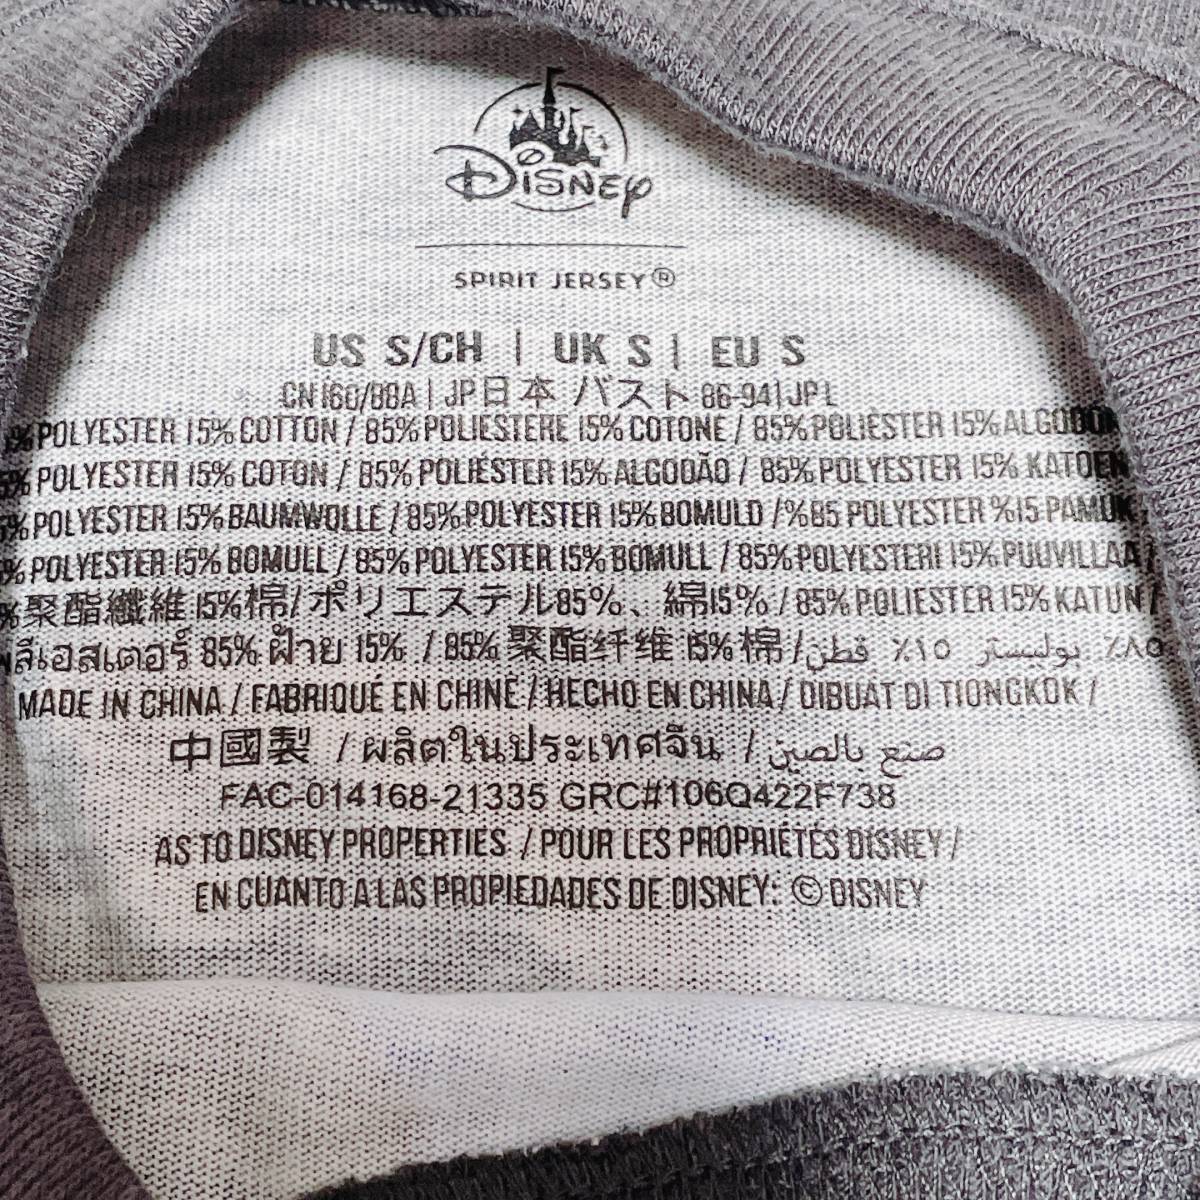 DISNEY
SPIRIT JERSEY®
US S/CH | UK S | EU S
CN 160/88A | JP日本 バスト 86-94 | JP L
% POLYESTER 15% COTTON / 85% POLIESTERE 15% COTONE / 85% POLIÉSTER 15% ALGODÓN
5% POLYESTER 15% COTON / 85% POLIÉSTER 15% ALGODÃO / 85% POLYESTER 15% KATOEN
% POLYESTER 15% BAUMWOLLE / 85% POLYESTER 15% BOMULD / %85 POLYESTER %15 PAMUK /
% POLYESTER 15% BOMULL / 85% POLYESTER 15% BOMULL / 85% POLYESTERI 15% PUUVILLAA /
% 聚酯纖維 15% 棉 / ポリエステル85%、綿15% / 85% POLIESTER 15% KATUN /
ลีเอสเตอร์ 85% ฝ้าย 15% / 85% 聚酯纤维 15% 棉 / ٨٥٪ بوليستر ١٥٪ قطن
MADE IN CHINA / FABRIQUÉ EN CHINE / HECHO EN CHINA / DIBUAT DI TIONGKOK /
中國製 / ผลิตในประเทศจีน / صنع بالصين
FAC-014168-21335 GRC#106Q422F738
AS TO DISNEY PROPERTIES / POUR LES PROPRIÉTÉS DISNEY /
EN CUANTO A LAS PROPIEDADES DE DISNEY: © DISNEY